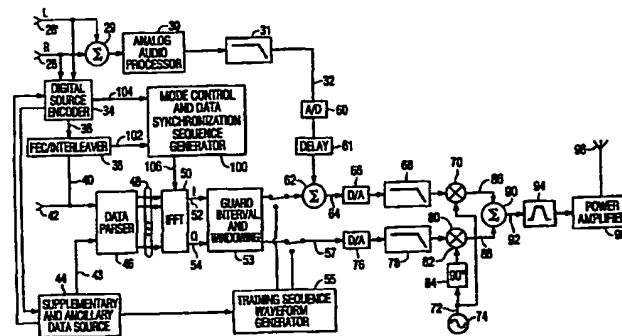 L
28'
R
28
Σ
29
ANALOG
AUDIO
PROCESSOR
30
31
32
A/D
60
DELAY
61
DIGITAL
SOURCE
ENCODER
34
104
36
FEC/INTERLEAVER
38
102
MODE CONTROL
AND DATA
SYNCHRONIZATION
SEQUENCE
GENERATOR
100
106
40
42
48
50
DATA
PARSER
46
IFFT
I
52
Q
54
GUARD
INTERVAL
AND
WINDOWING
53
62
Σ
64
66
D/A
68
70
86
57
76
D/A
78
80
82
88
84
90°
72
74
Σ
90
92
94
98
POWER
AMPLIFIER
96
43
44
SUPPLEMENTARY
AND ANCILLARY
DATA SOURCE
55
TRAINING SEQUENCE
WAVEFORM
GENERATOR